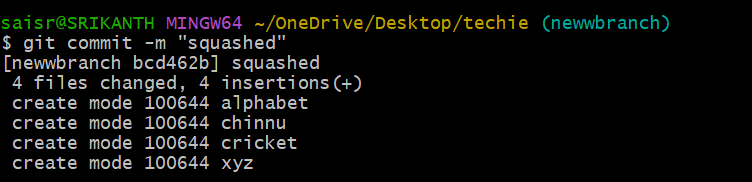 saisr@SRIKANTH MINGW64 ~/OneDrive/Desktop/techie (newwbranch)
$ git commit -m "squashed"
[newwbranch bcd462b] squashed
 4 files changed, 4 insertions(+)
 create mode 100644 alphabet
 create mode 100644 chinnu
 create mode 100644 cricket
 create mode 100644 xyz